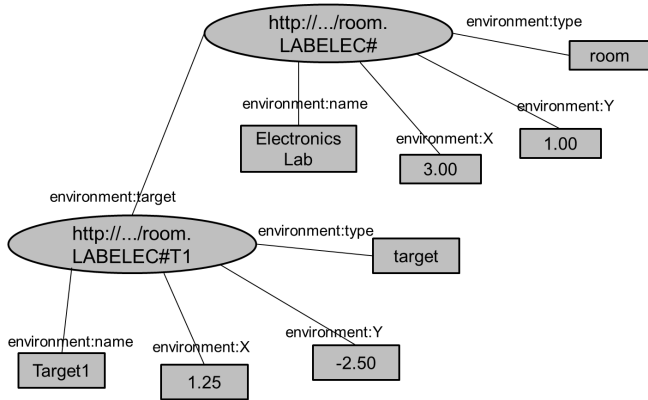 http://.../room.
LABELEC#
environment:type
room
environment:name
Electronics
Lab
environment:X
3.00
environment:Y
1.00
environment:target
http://.../room.
LABELEC#T1
environment:type
target
environment:name
Target1
environment:X
1.25
environment:Y
-2.50